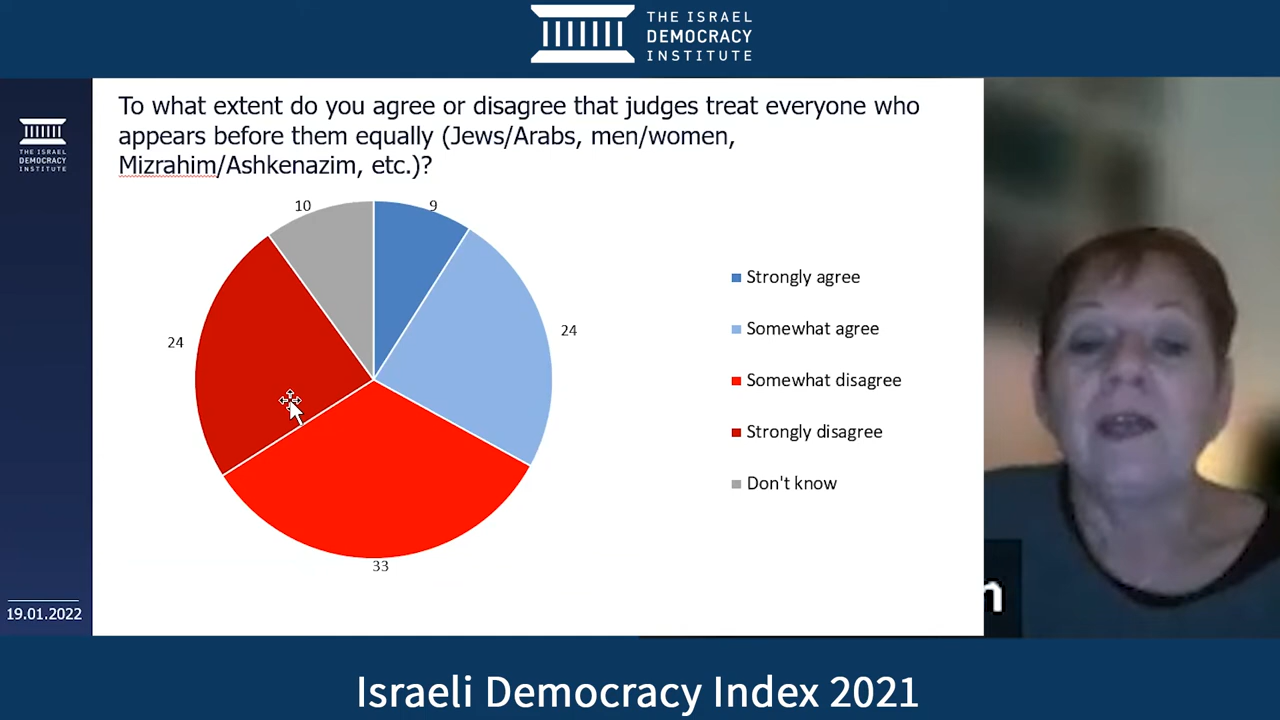 THE ISRAEL
DEMOCRACY
INSTITUTE
THE ISRAEL
DEMOCRACY
INSTITUTE
To what extent do you agree or disagree that judges treat everyone who
appears before them equally (Jews/Arabs, men/women,
Mizrahim/Ashkenazim, etc.)?
10
9
24
24
33
Strongly agree
Somewhat agree
Somewhat disagree
Strongly disagree
Don't know
19.01.2022
n
Israeli Democracy Index 2021